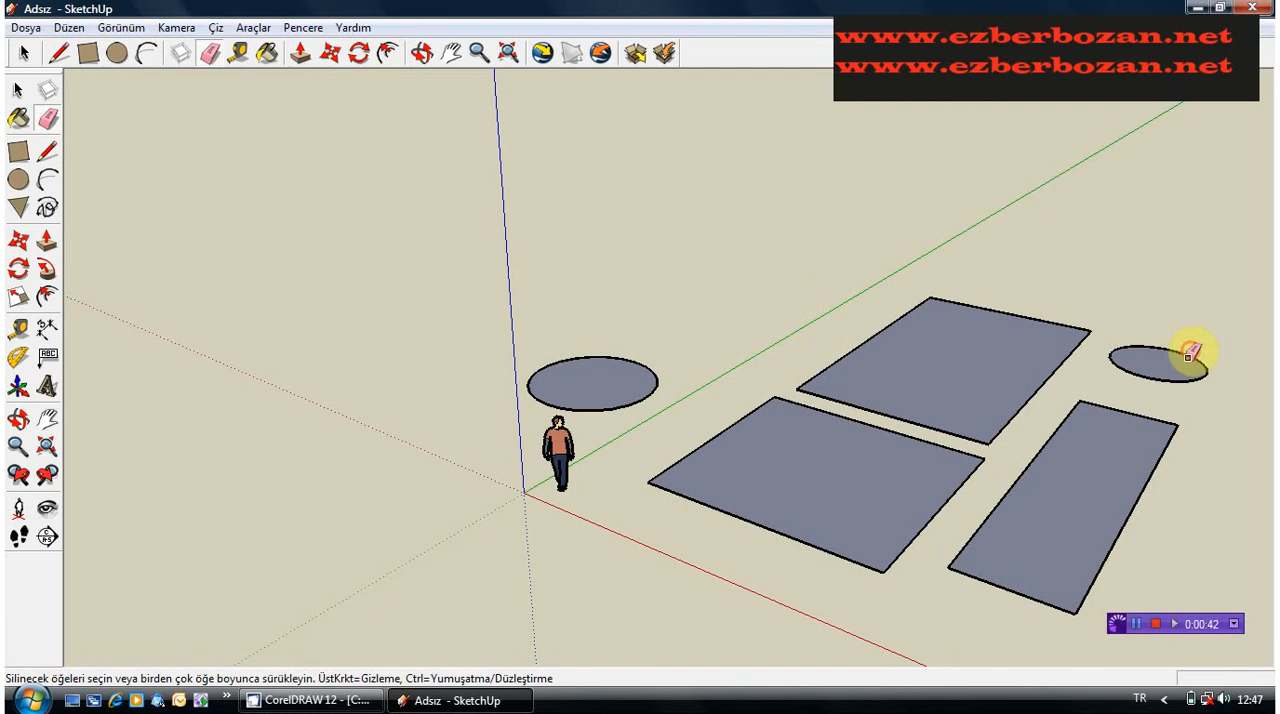 Adsız - SketchUp
Dosya Düzen Görünüm Kamera Çiz Araçlar Pencere Yardım
www.ezberbozan.net
www.ezberbozan.net
ABC
A
C
0:00:42
Silinecek öğeleri seçin veya birden çok öğe boyunca sürükleyin. ÜstKrkt=Gizleme, Ctrl=Yumuşatma/Düzleştirme
» CorelDRAW 12 - [C:... Adsız - SketchUp TR 12:47